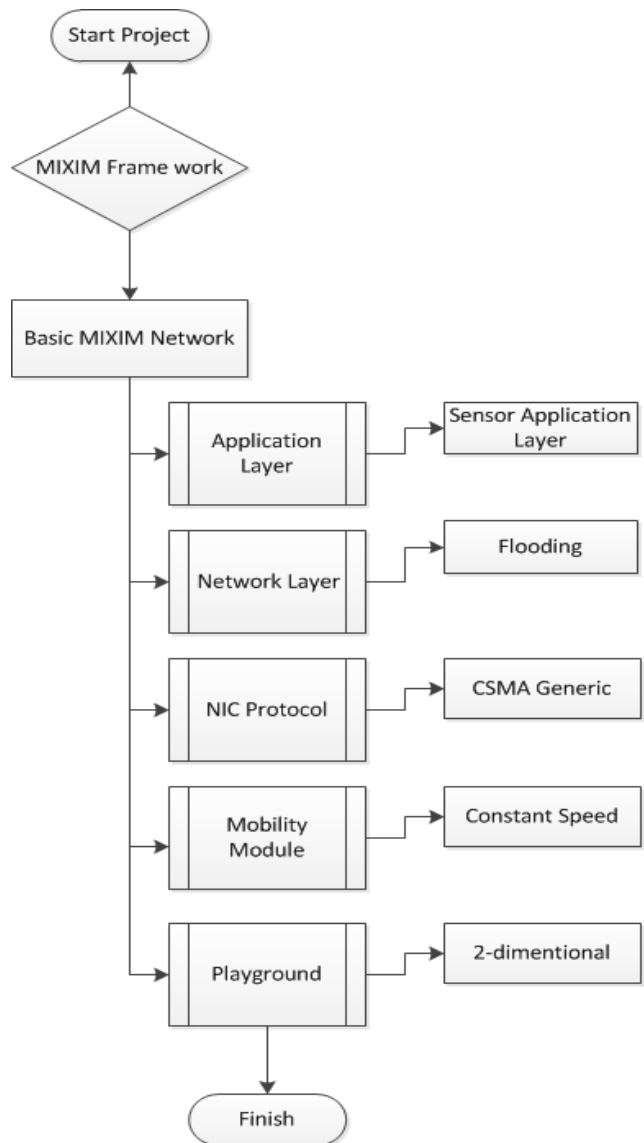 Start Project
MIXIM Frame work
Basic MIXIM Network
Application
Layer
Sensor Application
Layer
Network Layer
Flooding
NIC Protocol
CSMA Generic
Mobility
Module
Constant Speed
Playground
2-dimentional
Finish